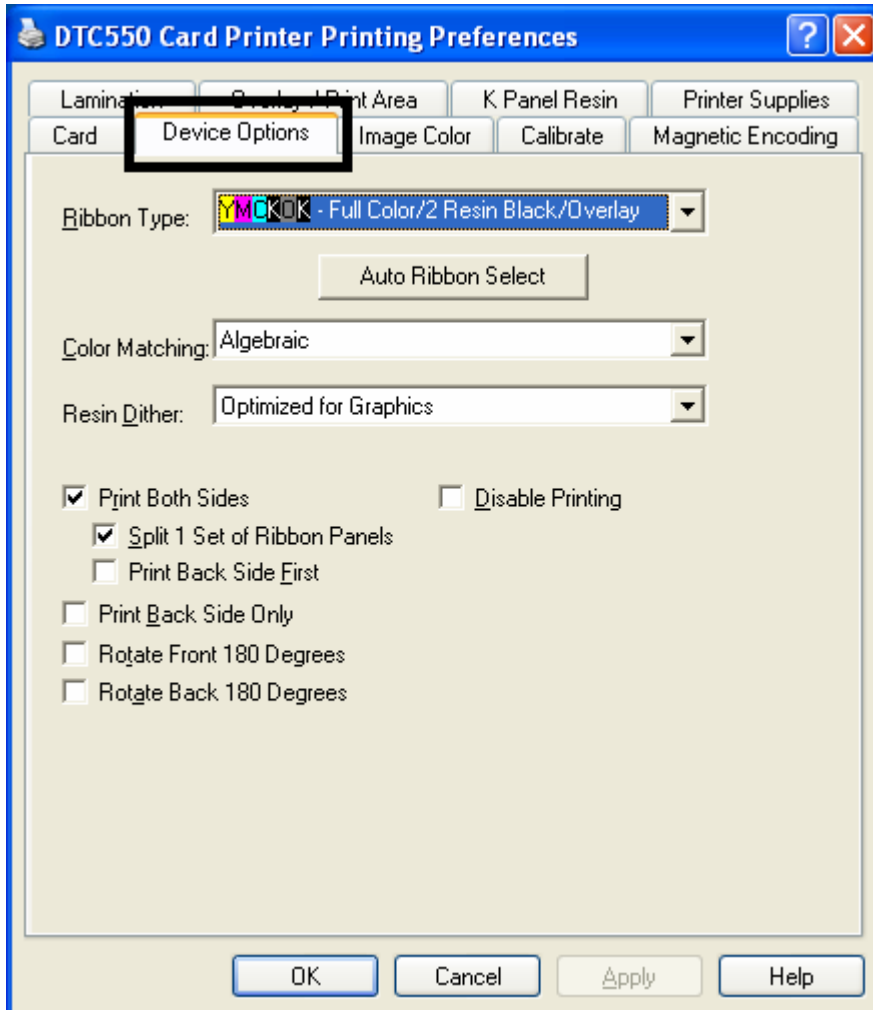 DTC550 Card Printer Printing Preferences
Lamination Overlay / Print Area K Panel Resin Printer Supplies
Card Device Options Image Color Calibrate Magnetic Encoding
Ribbon Type: YMCKOK - Full Color/2 Resin Black/Overlay
Auto Ribbon Select
Color Matching: Algebraic
Resin Dither: Optimized for Graphics
Print Both Sides Disable Printing
Split 1 Set of Ribbon Panels
Print Back Side First
Print Back Side Only
Rotate Front 180 Degrees
Rotate Back 180 Degrees
OK Cancel Apply Help